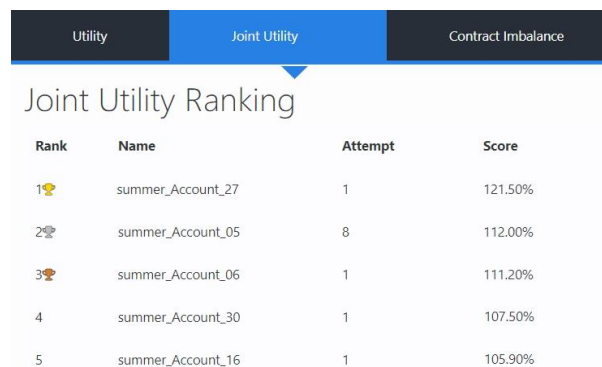 Utility Joint Utility Contract Imbalance
Joint Utility Ranking
Rank Name Attempt Score
1 summer_Account_27 1 121.50%
2 summer_Account_05 8 112.00%
3 summer_Account_06 1 111.20%
4 summer_Account_30 1 107.50%
5 summer_Account_16 1 105.90%